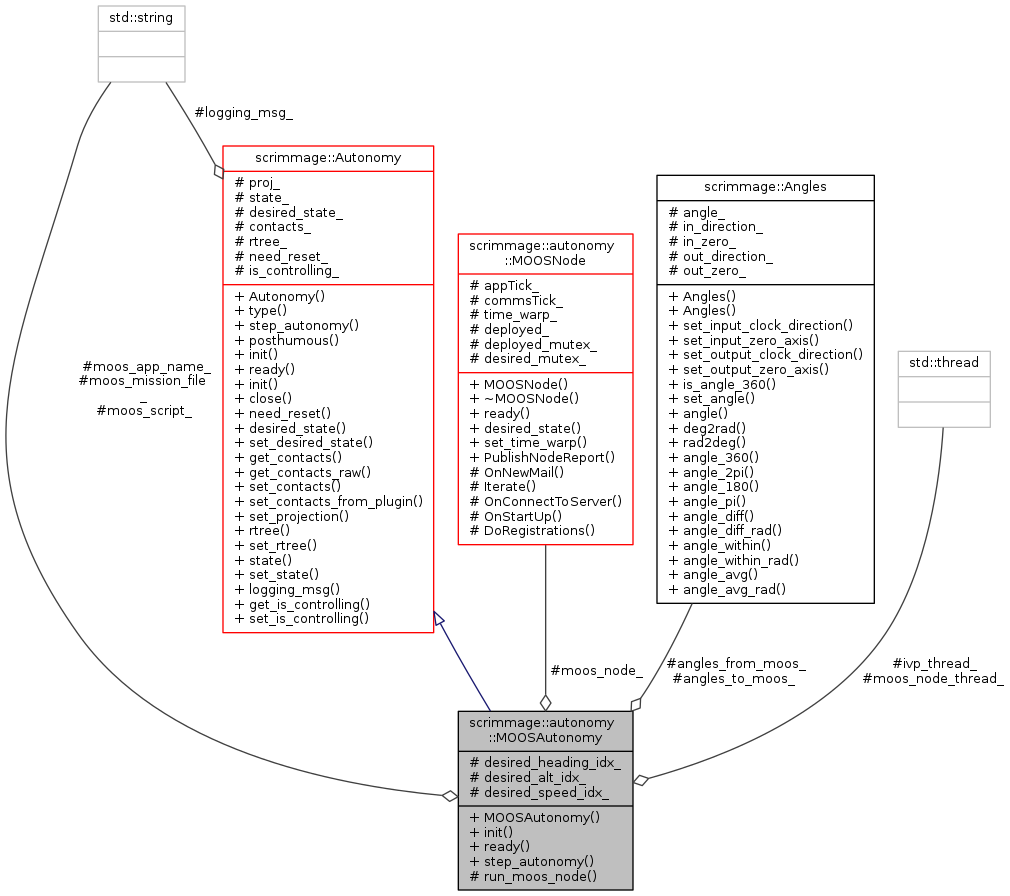 std::string
#logging_msg_
scrimmage::Autonomy
# proj_
# state_
# desired_state_
# contacts_
# rtree_
# need_reset_
# is_controlling_
+ Autonomy()
+ type()
+ step_autonomy()
+ posthumous()
+ init()
+ ready()
+ init()
+ close()
+ need_reset()
+ desired_state()
+ set_desired_state()
+ get_contacts()
+ get_contacts_raw()
+ set_contacts()
+ set_contacts_from_plugin()
+ set_projection()
+ rtree()
+ set_rtree()
+ state()
+ set_state()
+ logging_msg()
+ get_is_controlling()
+ set_is_controlling()
scrimmage::autonomy
::MOOSNode
# appTick_
# commsTick_
# time_warp_
# deployed_
# deployed_mutex_
# desired_mutex_
+ MOOSNode()
+ ~MOOSNode()
+ ready()
+ desired_state()
+ set_time_warp()
+ PublishNodeReport()
# OnNewMail()
# Iterate()
# OnConnectToServer()
# OnStartUp()
# DoRegistrations()
scrimmage::Angles
# angle_
# in_direction_
# in_zero_
# out_direction_
# out_zero_
+ Angles()
+ Angles()
+ set_input_clock_direction()
+ set_input_zero_axis()
+ set_output_clock_direction()
+ set_output_zero_axis()
+ is_angle_360()
+ set_angle()
+ angle()
+ deg2rad()
+ rad2deg()
+ angle_360()
+ angle_2pi()
+ angle_180()
+ angle_pi()
+ angle_diff()
+ angle_diff_rad()
+ angle_within()
+ angle_within_rad()
+ angle_avg()
+ angle_avg_rad()
std::thread
#moos_app_name_
#moos_mission_file
_
#moos_script_
#moos_node_
#angles_from_moos_
#angles_to_moos_
#ivp_thread_
#moos_node_thread_
scrimmage::autonomy
::MOOSAutonomy
# desired_heading_idx_
# desired_alt_idx_
# desired_speed_idx_
+ MOOSAutonomy()
+ init()
+ ready()
+ step_autonomy()
# run_moos_node()